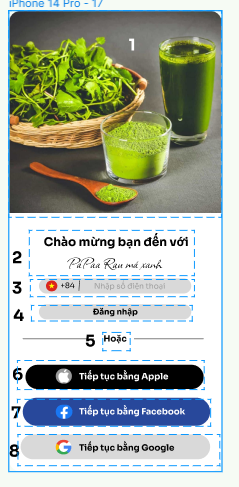 iPhone 14 Pro - 17
1
Chào mừng bạn đến với
2
PàPaa Rau má xanh
3
+84
Nhập số điện thoại
4
Đăng nhập
5
Hoặc
6
Tiếp tục bằng Apple
7
Tiếp tục bằng Facebook
8
Tiếp tục bằng Google